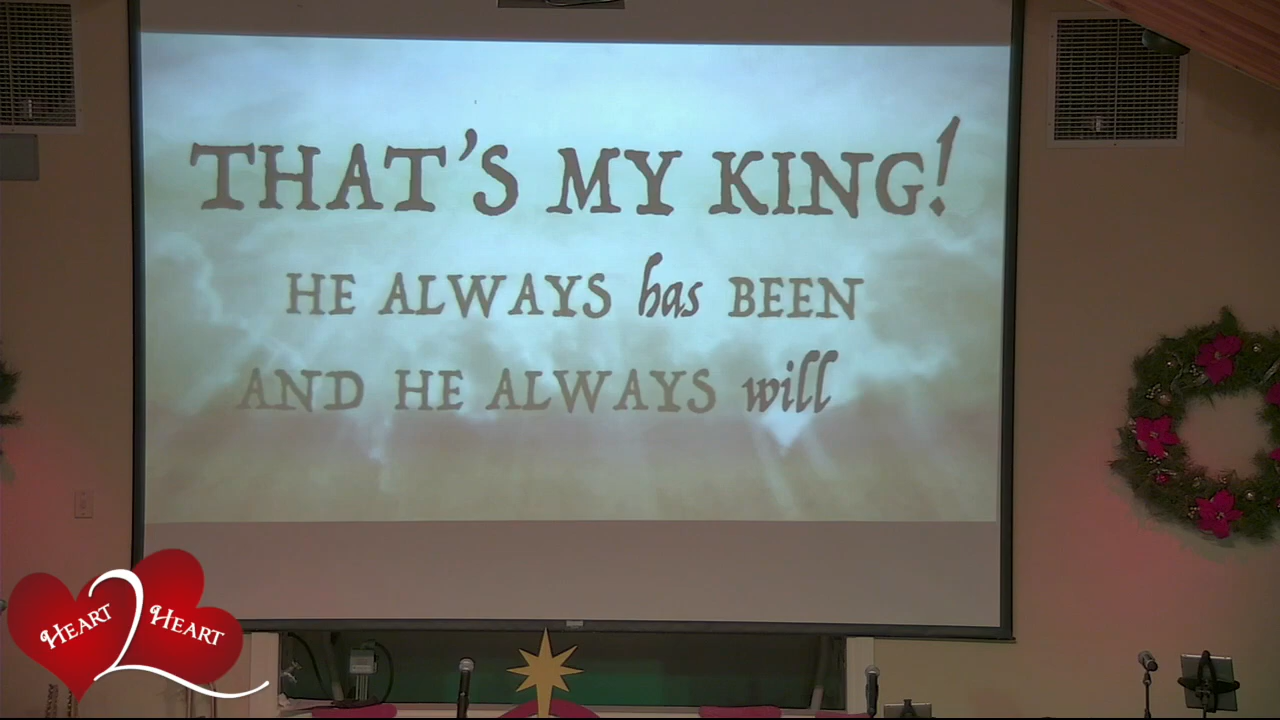 THAT'S MY KING!
HE ALWAYS has BEEN
AND HE ALWAYS will
HEART 2 HEART